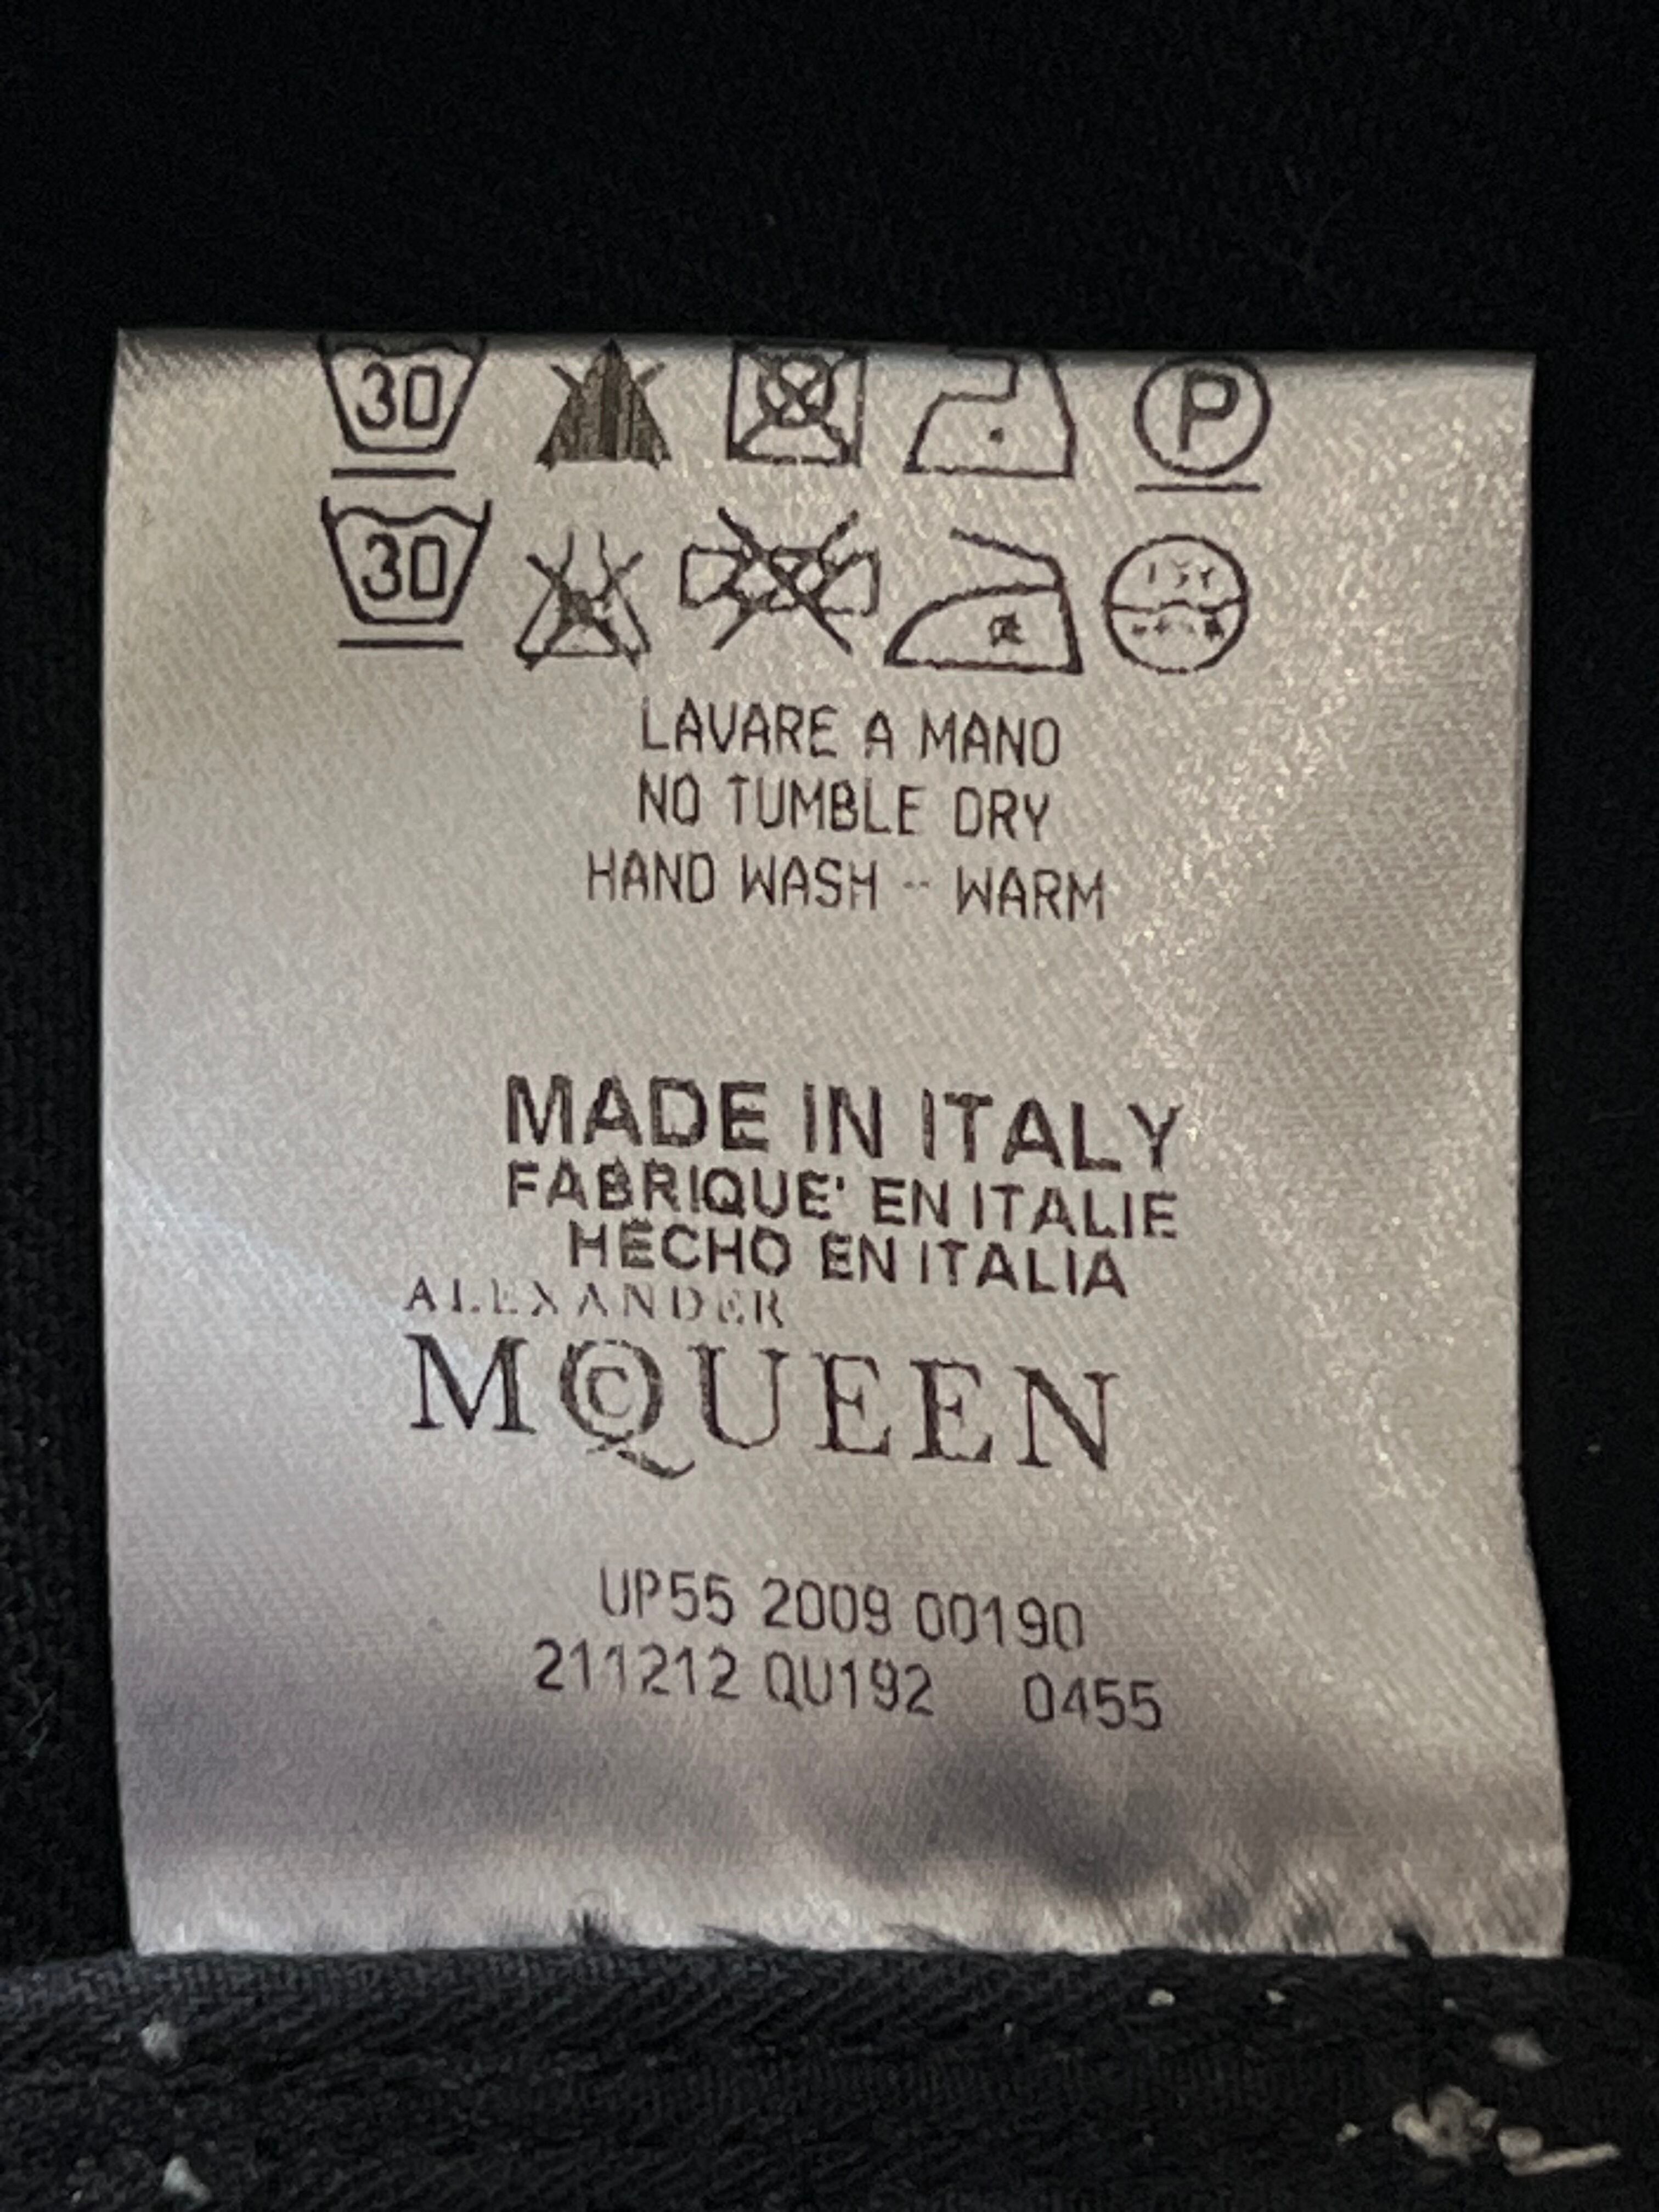 30 P
30
LAVARE A MANO
NO TUMBLE DRY
HAND WASH -- WARM
MADE IN ITALY
FABRIQUE' EN ITALIE
HECHO EN ITALIA
ALEXANDER
MCQUEEN
UP55 2009 00190
211212 QU192 0455